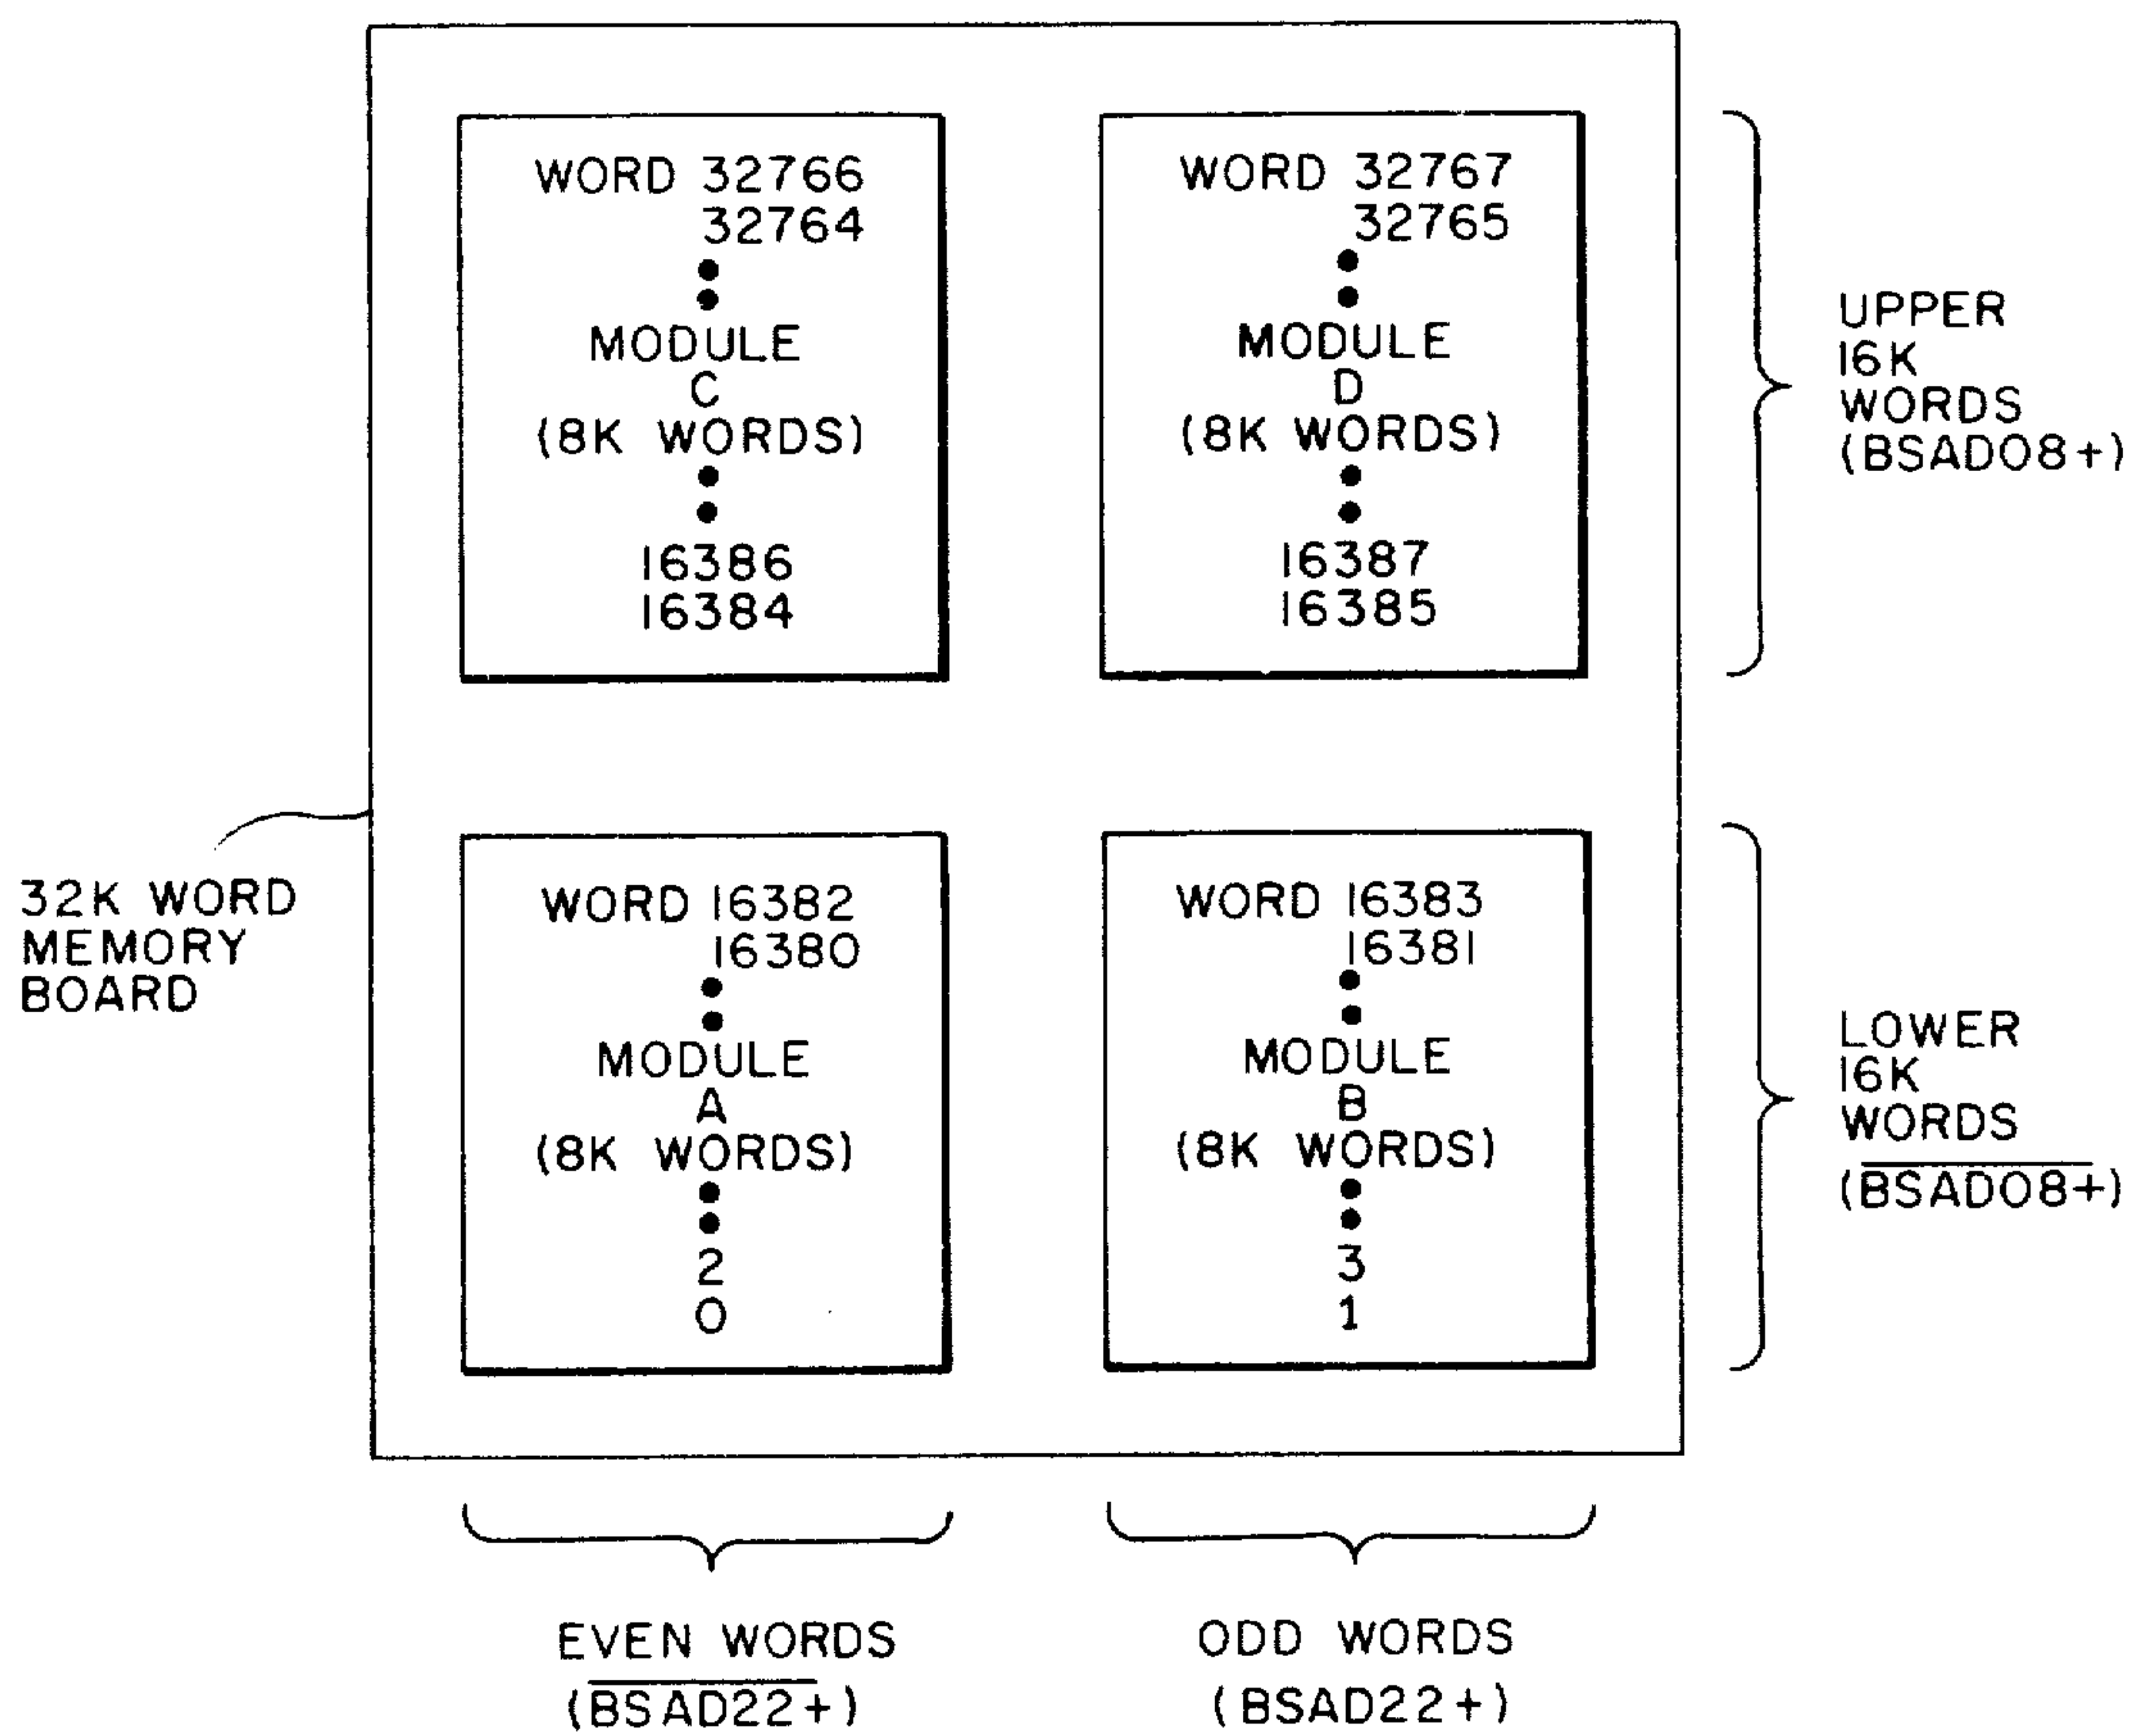 WORD 32766
32764
MODULE
C
(8K WORDS)
16386
16384
WORD 32767
32765
MODULE
D
(8K WORDS)
16387
16385
UPPER
16K
WORDS
(BSAD08+)
32K WORD
MEMORY
BOARD
WORD 16382
16380
MODULE
A
(8K WORDS)
2
0
WORD 16383
16381
MODULE
B
(8K WORDS)
3
1
LOWER
16K
WORDS
(BSAD08+)
EVEN WORDS
(BSAD22+)
ODD WORDS
(BSAD22+)